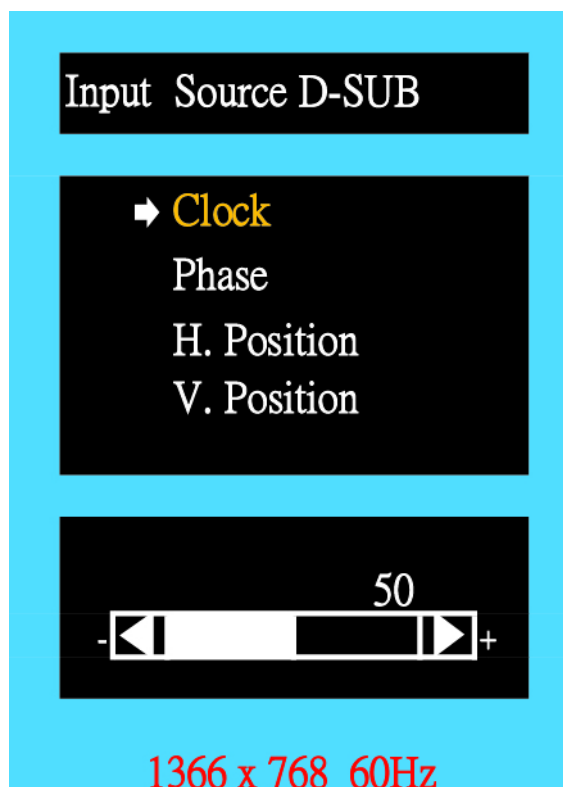 Input Source D-SUB
Clock
Phase
H. Position
V. Position
50
- +
1366 x 768 60Hz